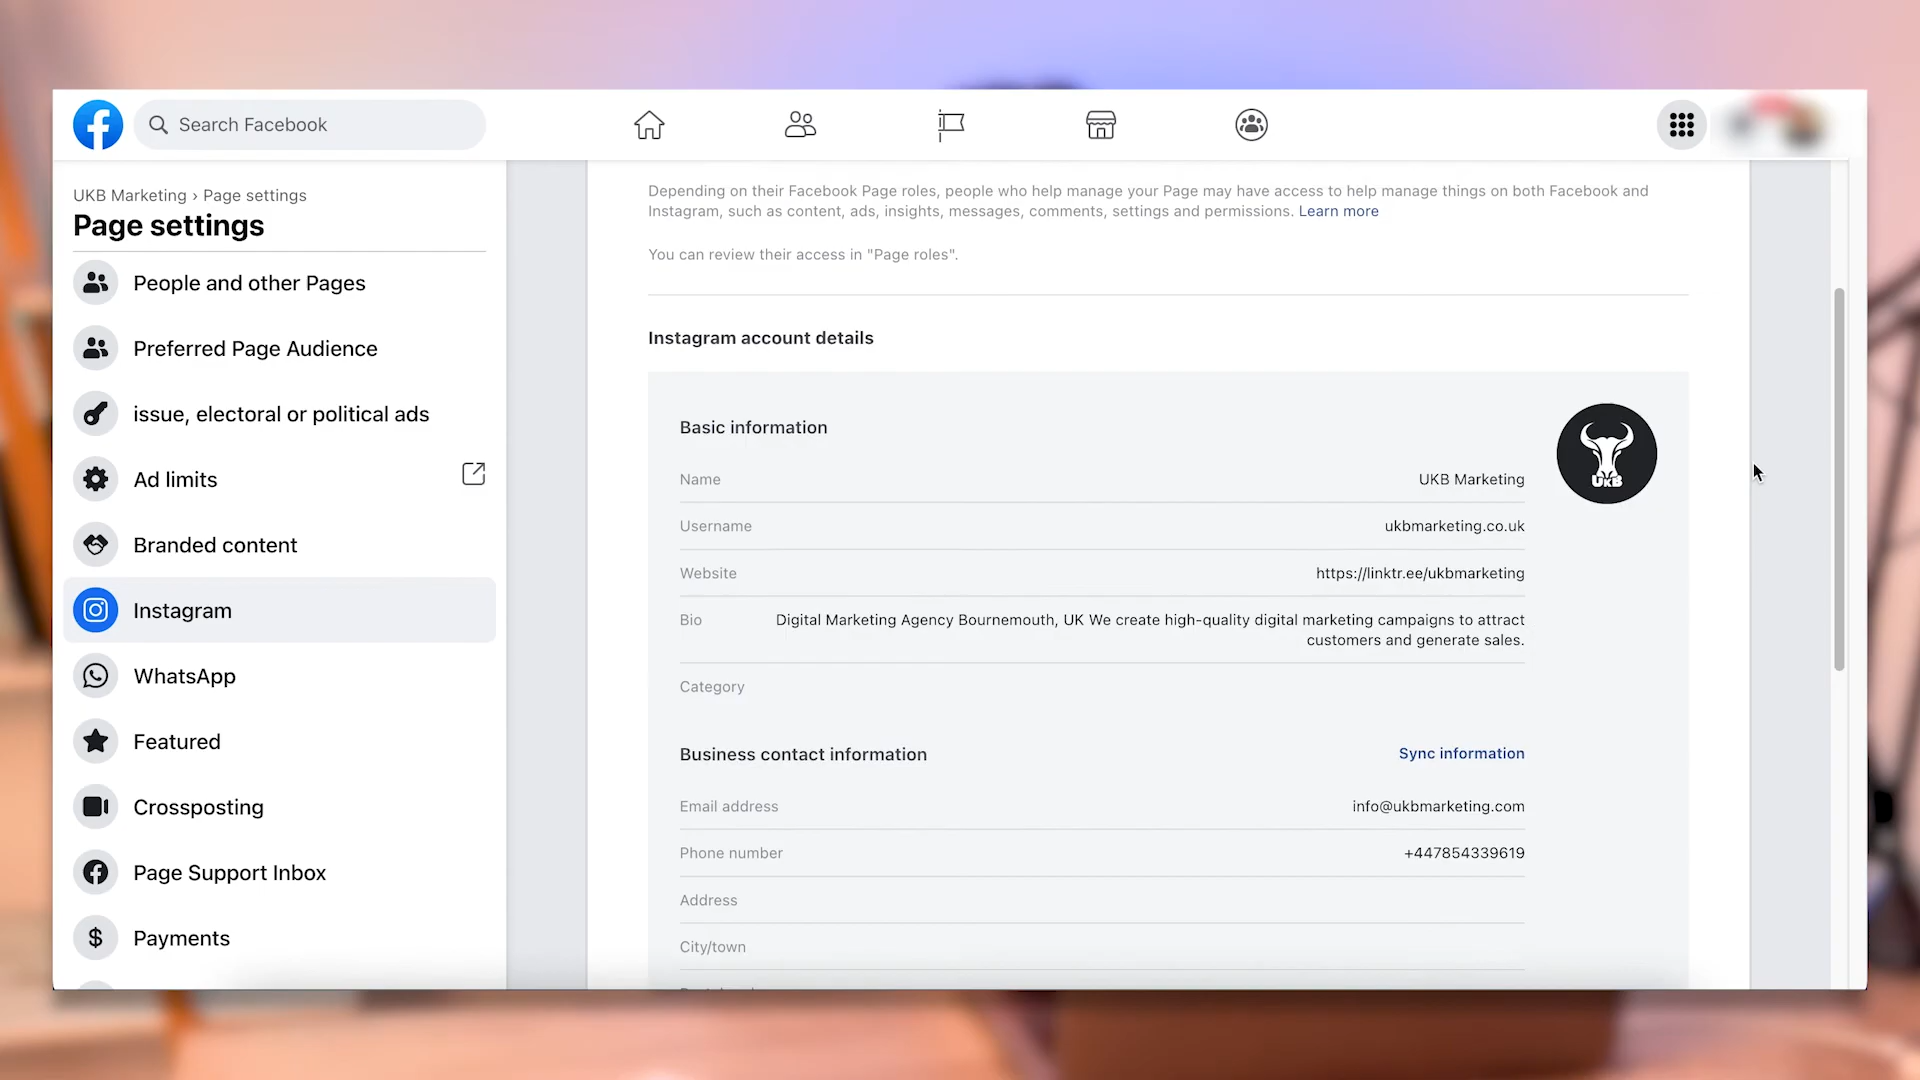 Search Facebook
UKB Marketing › Page settings
Page settings
People and other Pages
Preferred Page Audience
issue, electoral or political ads
Ad limits
Branded content
Instagram
WhatsApp
Featured
Crossposting
Page Support Inbox
$ Payments
Depending on their Facebook Page roles, people who help manage your Page may have access to help manage things on both Facebook and
Instagram, such as content, ads, insights, messages, comments, settings and permissions. Learn more
You can review their access in "Page roles".
Instagram account details
Basic information
UKB
Name UKB Marketing
Username ukbmarketing.co.uk
Website https://linktr.ee/ukbmarketing
Bio Digital Marketing Agency Bournemouth, UK We create high-quality digital marketing campaigns to attract
customers and generate sales.
Category
Business contact information Sync information
Email address info@ukbmarketing.com
Phone number +447854339619
Address
City/town